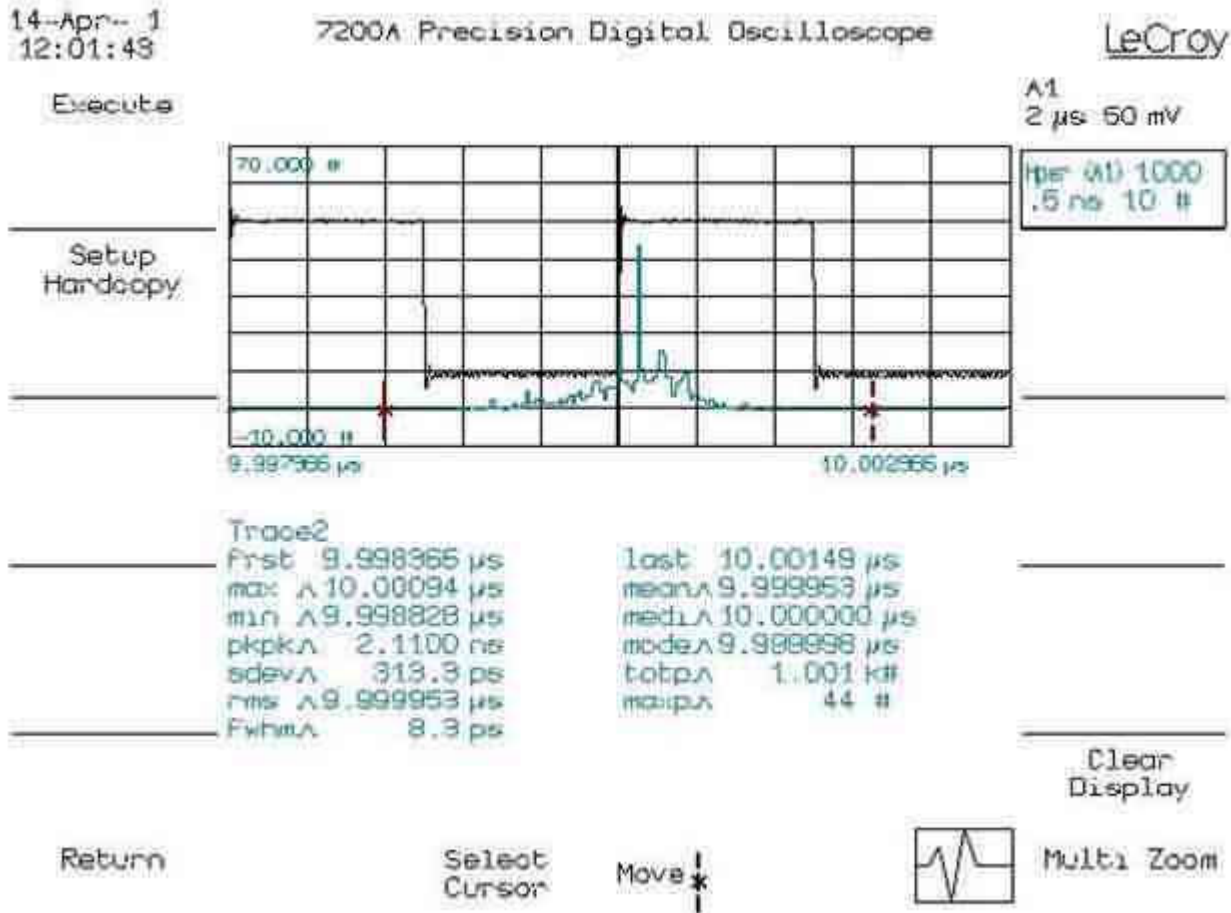 14-Apr-- 1
12:01:43
7200A Precision Digital Oscilloscope
LeCroy
Execute
A1
2 µs 50 mV
70.000 #
Hper (A1) 1000
.5 ns 10 #
Setup
Hardcopy
-10.000 #
9.997966 µs
10.002966 µs
Trace2
frst 9.998366 µs
last 10.00149 µs
max ∧ 10.00094 µs
mean∧ 9.999953 µs
min ∧ 9.998828 µs
medi∧ 10.000000 µs
pkpk∧ 2.1100 ns
mode∧ 9.999998 µs
sdev∧ 313.3 ps
totp∧ 1.001 k#
rms ∧ 9.999953 µs
maxp∧ 44 #
Fwhm∧ 8.3 ps
Clear
Display
Return
Select
Cursor
Move
Multi Zoom